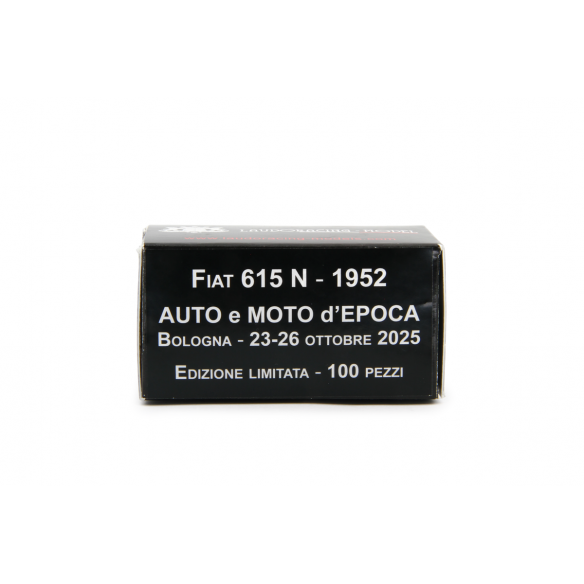 Fiat 615 N - 1952
AUTO e MOTO d'EPOCA
Bologna - 23-26 ottobre 2025
Edizione limitata - 100 pezzi